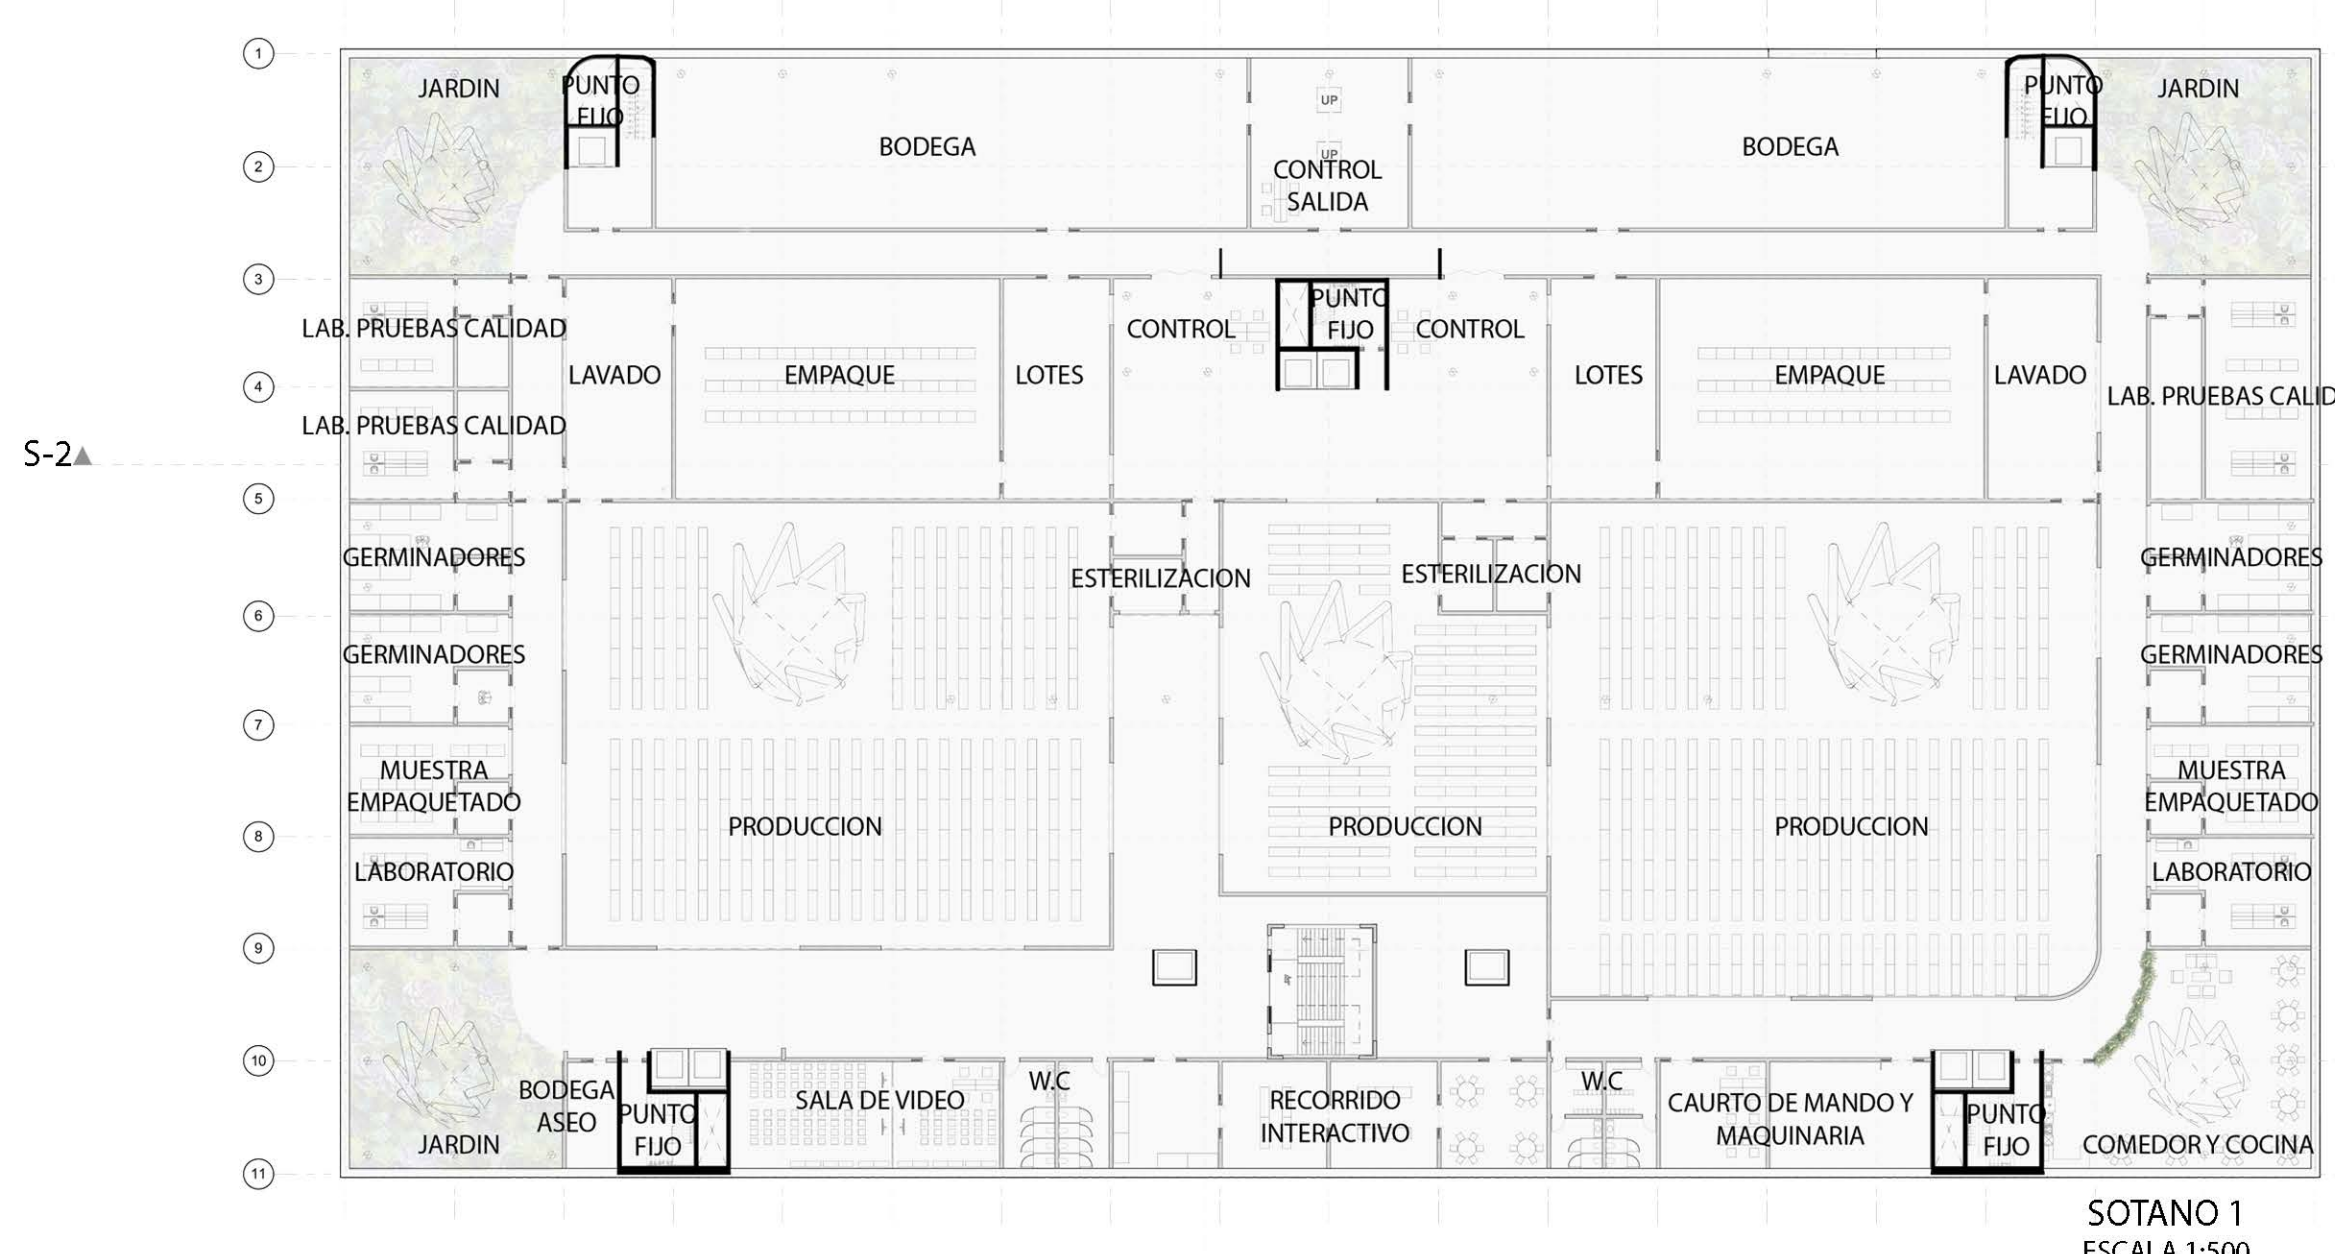 1
JARDIN
PUNTO
FIJO
UP
PUNTO
FIJO
JARDIN
BODEGA
BODEGA
2
UP
CONTROL
SALIDA
3
PUNTO
FIJO
LAB. PRUEBAS CALIDAD
CONTROL
CONTROL
LAVADO
EMPAQUE
LOTES
LOTES
EMPAQUE
LAVADO
4
LAB. PRUEBAS CALID
LAB. PRUEBAS CALIDAD
S-2
5
GERMINADORES
ESTERILIZACION
ESTERILIZACION
GERMINADORES
6
GERMINADORES
GERMINADORES
7
MUESTRA
EMPAQUETADO
MUESTRA
EMPAQUETADO
8
PRODUCCION
PRODUCCION
PRODUCCION
LABORATORIO
LABORATORIO
9
10
JARDIN
BODEGA
ASEO
PUNTO
FIJO
SALA DE VIDEO
W.C
RECORRIDO
INTERACTIVO
W.C
CAURTO DE MANDO Y
MAQUINARIA
PUNTO
FIJO
COMEDOR Y COCINA
11
SOTANO 1
ESCALA 1:500